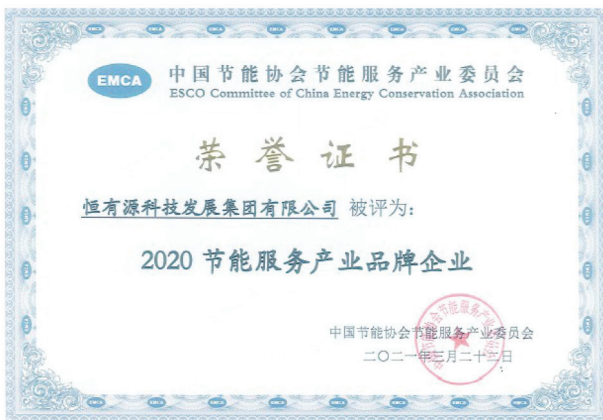 EMCA
中国节能协会节能服务产业委员会
ESCO Committee of China Energy Conservation Association
荣誉证书
恒有源科技发展集团有限公司 被评为:
2020 节能服务产业品牌企业
中国节能协会节能服务产业委员会
二〇二一年三月二十三日